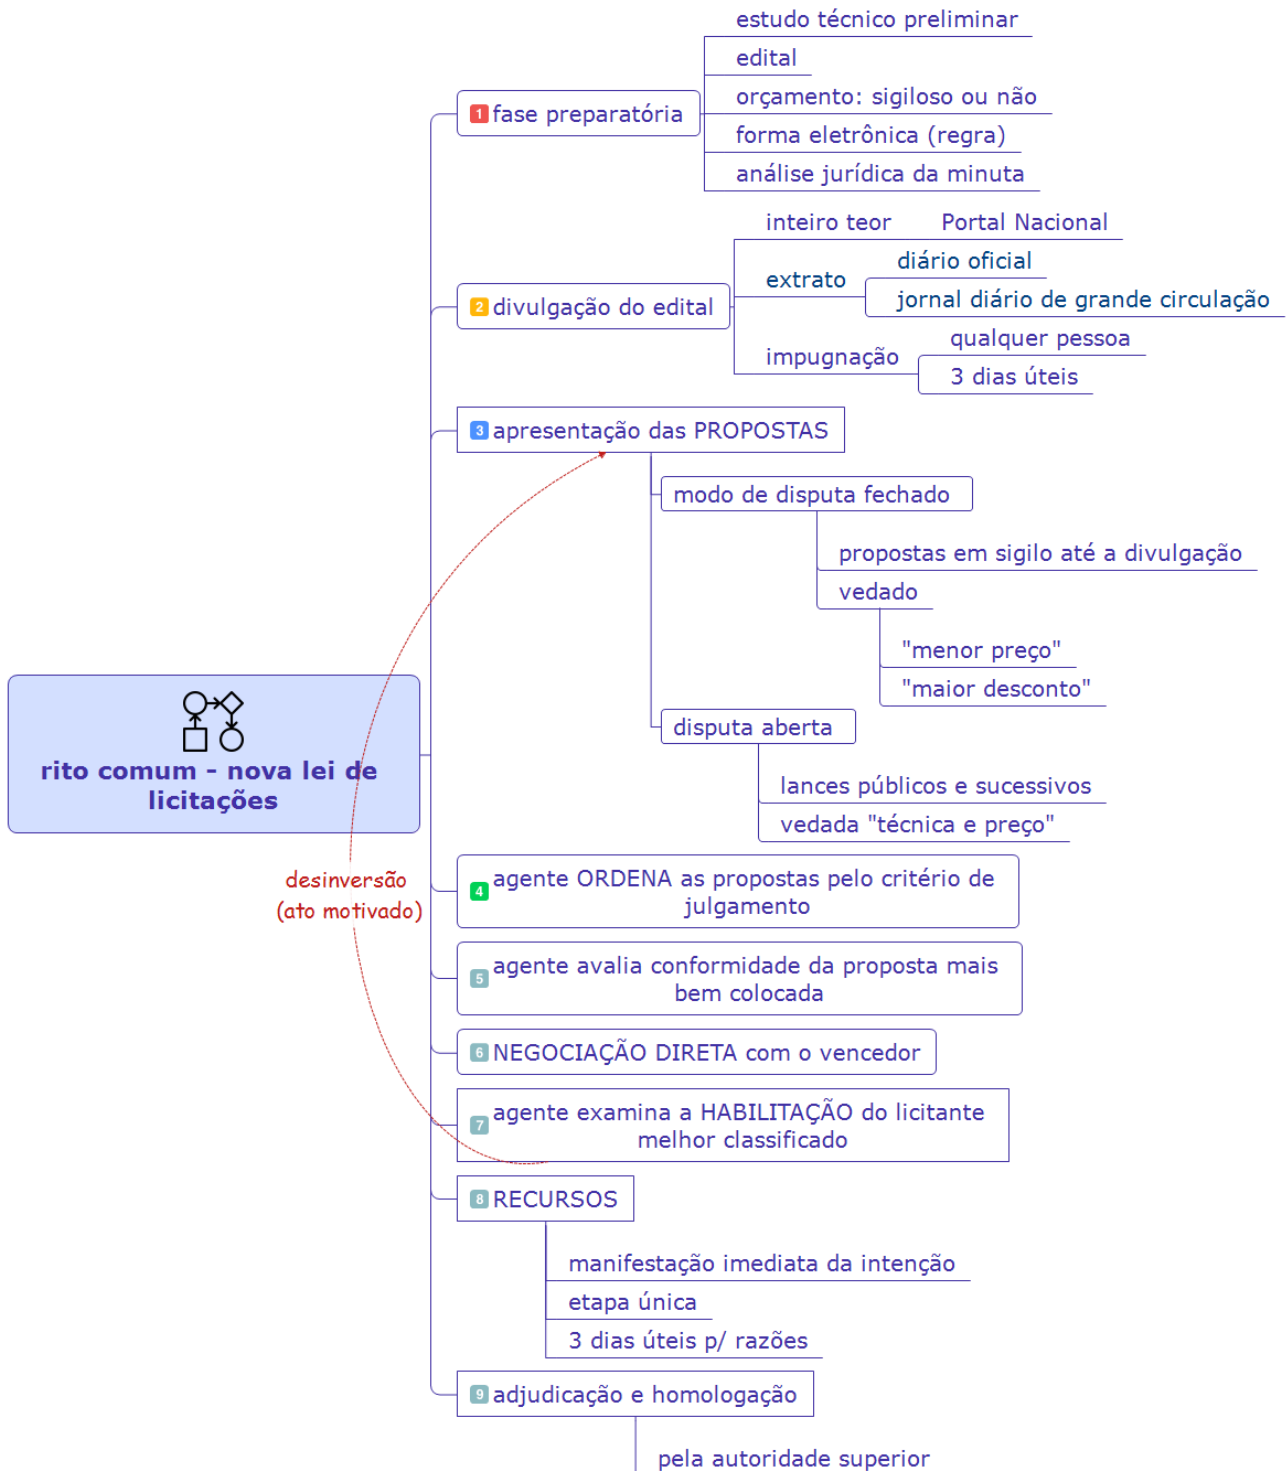 estudo técnico preliminar
edital
orçamento: sigiloso ou não
forma eletrônica (regra)
análise jurídica da minuta
1 fase preparatória
inteiro teor Portal Nacional
extrato
diário oficial
jornal diário de grande circulação
2 divulgação do edital
impugnação
qualquer pessoa
3 dias úteis
3 apresentação das PROPOSTAS
modo de disputa fechado
propostas em sigilo até a divulgação
vedado
"menor preço"
"maior desconto"
disputa aberta
lances públicos e sucessivos
vedada "técnica e preço"
rito comum - nova lei de
licitações
desinversão
(ato motivado)
4 agente ORDENA as propostas pelo critério de
julgamento
5 agente avalia conformidade da proposta mais
bem colocada
6 NEGOCIAÇÃO DIRETA com o vencedor
7 agente examina a HABILITAÇÃO do licitante
melhor classificado
8 RECURSOS
manifestação imediata da intenção
etapa única
3 dias úteis p/ razões
9 adjudicação e homologação
pela autoridade superior